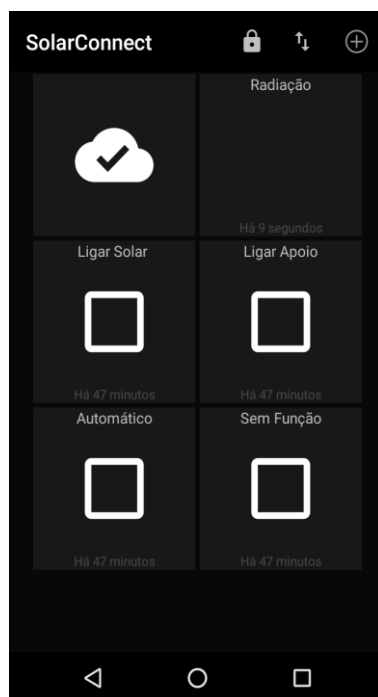 SolarConnect
Radiação
Há 9 segundos
Ligar Solar
Ligar Apoio
Há 47 minutos
Há 47 minutos
Automático
Sem Função
Há 47 minutos
Há 47 minutos